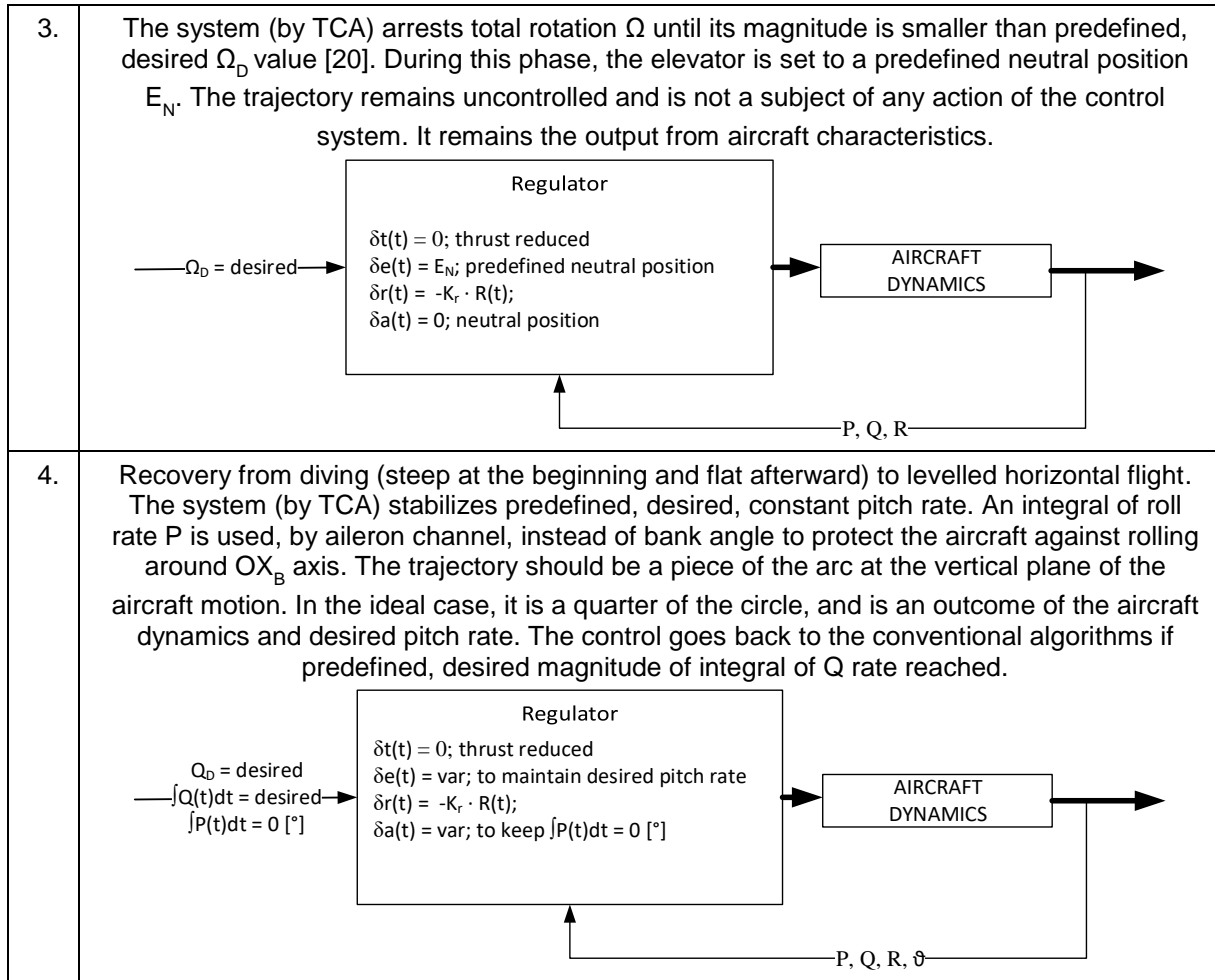 3.
The system (by TCA) arrests total rotation Ω until its magnitude is smaller than predefined,
desired Ω_D value [20]. During this phase, the elevator is set to a predefined neutral position
E_N. The trajectory remains uncontrolled and is not a subject of any action of the control
system. It remains the output from aircraft characteristics.
Regulator
δt(t) = 0; thrust reduced
δe(t) = E_N; predefined neutral position
δr(t) = -K_r · R(t);
δa(t) = 0; neutral position
Ω_D = desired
AIRCRAFT
DYNAMICS
P, Q, R
4.
Recovery from diving (steep at the beginning and flat afterward) to levelled horizontal flight.
The system (by TCA) stabilizes predefined, desired, constant pitch rate. An integral of roll
rate P is used, by aileron channel, instead of bank angle to protect the aircraft against rolling
around OX_B axis. The trajectory should be a piece of the arc at the vertical plane of the
aircraft motion. In the ideal case, it is a quarter of the circle, and is an outcome of the aircraft
dynamics and desired pitch rate. The control goes back to the conventional algorithms if
predefined, desired magnitude of integral of Q rate reached.
Regulator
δt(t) = 0; thrust reduced
δe(t) = var; to maintain desired pitch rate
δr(t) = -K_r · R(t);
δa(t) = var; to keep ∫P(t)dt = 0 [°]
Q_D = desired
∫Q(t)dt = desired
∫P(t)dt = 0 [°]
AIRCRAFT
DYNAMICS
P, Q, R, ϑ